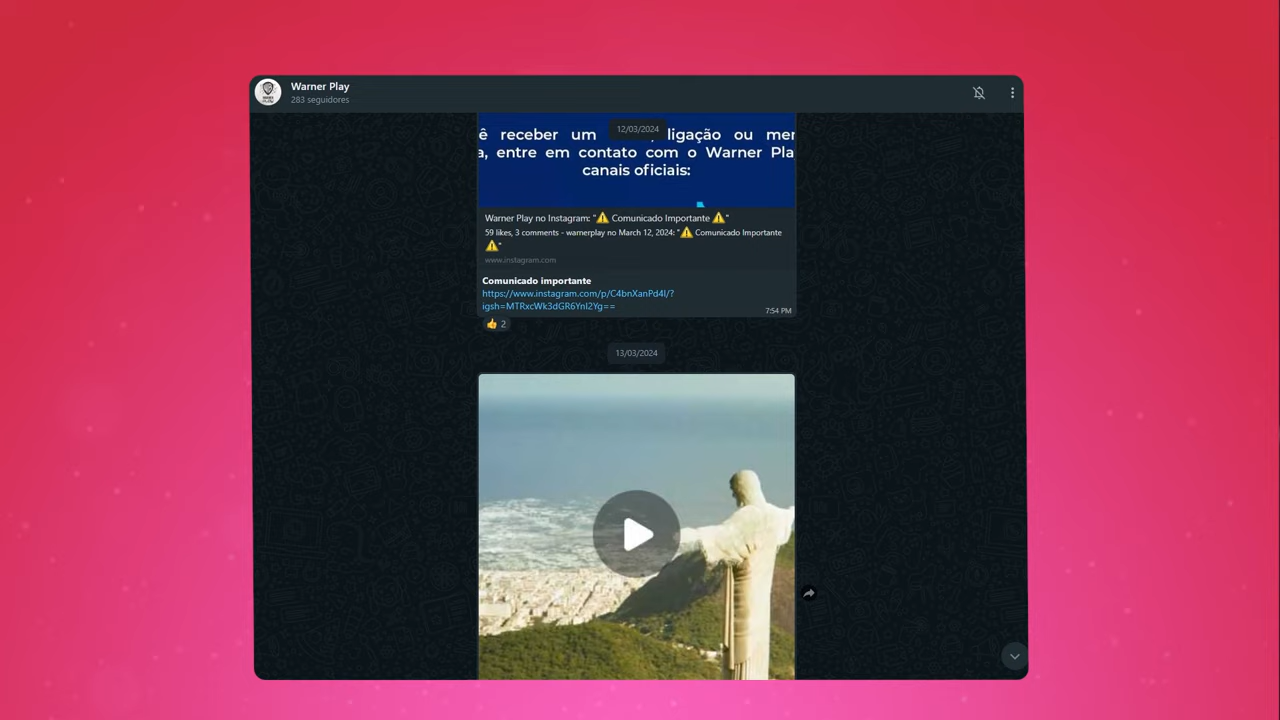 Warner Play
283 seguidores
12/03/2024
ê receber um ligação ou mer
a, entre em contato com o Warner Pla
canais oficiais:
Warner Play no Instagram: "⚠️ Comunicado Importante ⚠️"
59 likes, 3 comments - warnerplay no March 12, 2024: "⚠️ Comunicado Importante
⚠️"
www.instagram.com
Comunicado importante
https://www.instagram.com/p/C4bnXanPd4I/?
igsh=MTRxcWk3dGR6YnI2Yg==
7:54 PM
👍 2
13/03/2024